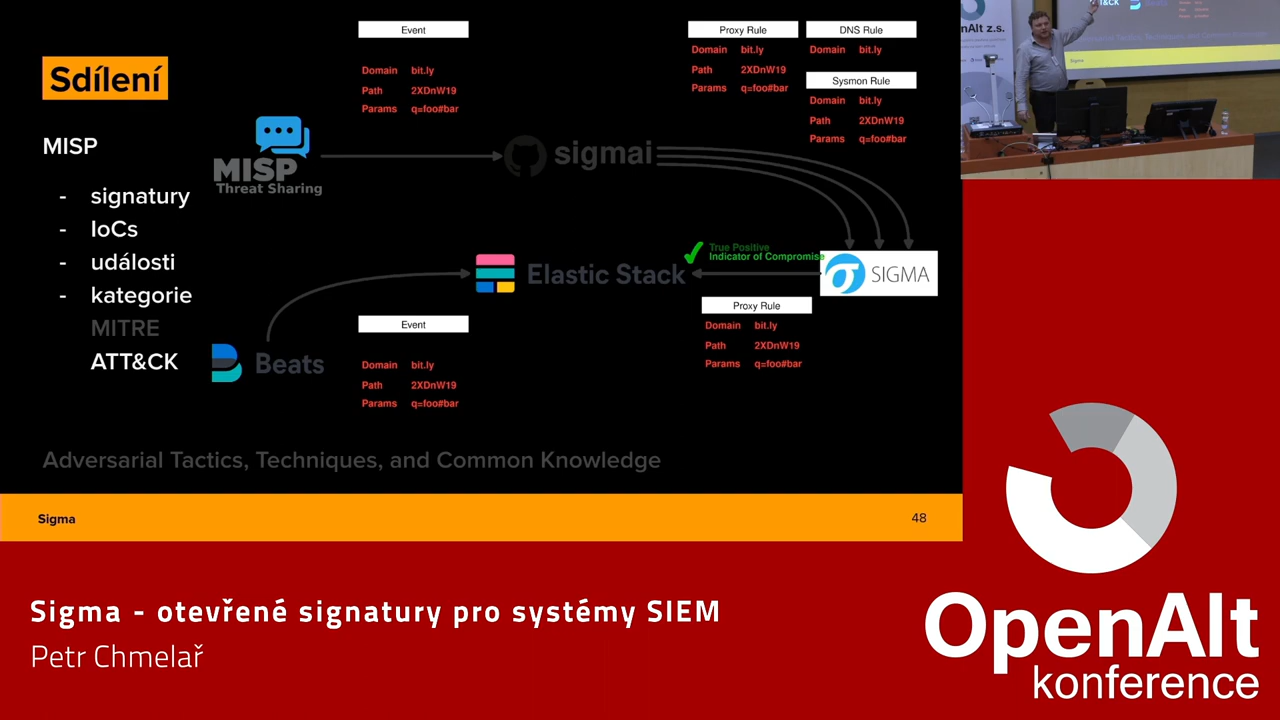 Sdílení
MISP
- signatury
- IoCs
- události
- kategorie
MITRE
ATT&CK
Event
Domain bit.ly
Path 2XDnW19
Params q=foo#bar
MISP
Threat Sharing
sigmai
Proxy Rule
Domain bit.ly
Path 2XDnW19
Params q=foo#bar
DNS Rule
Domain bit.ly
Sysmon Rule
Domain bit.ly
Path 2XDnW19
Params q=foo#bar
Elastic Stack
True Positive
Indicator of Compromise
SIGMA
Proxy Rule
Domain bit.ly
Path 2XDnW19
Params q=foo#bar
Beats
Event
Domain bit.ly
Path 2XDnW19
Params q=foo#bar
Adversarial Tactics, Techniques, and Common Knowledge
Sigma
48
Sigma - otevřené signatury pro systémy SIEM
Petr Chmelař
OpenAlt
konference